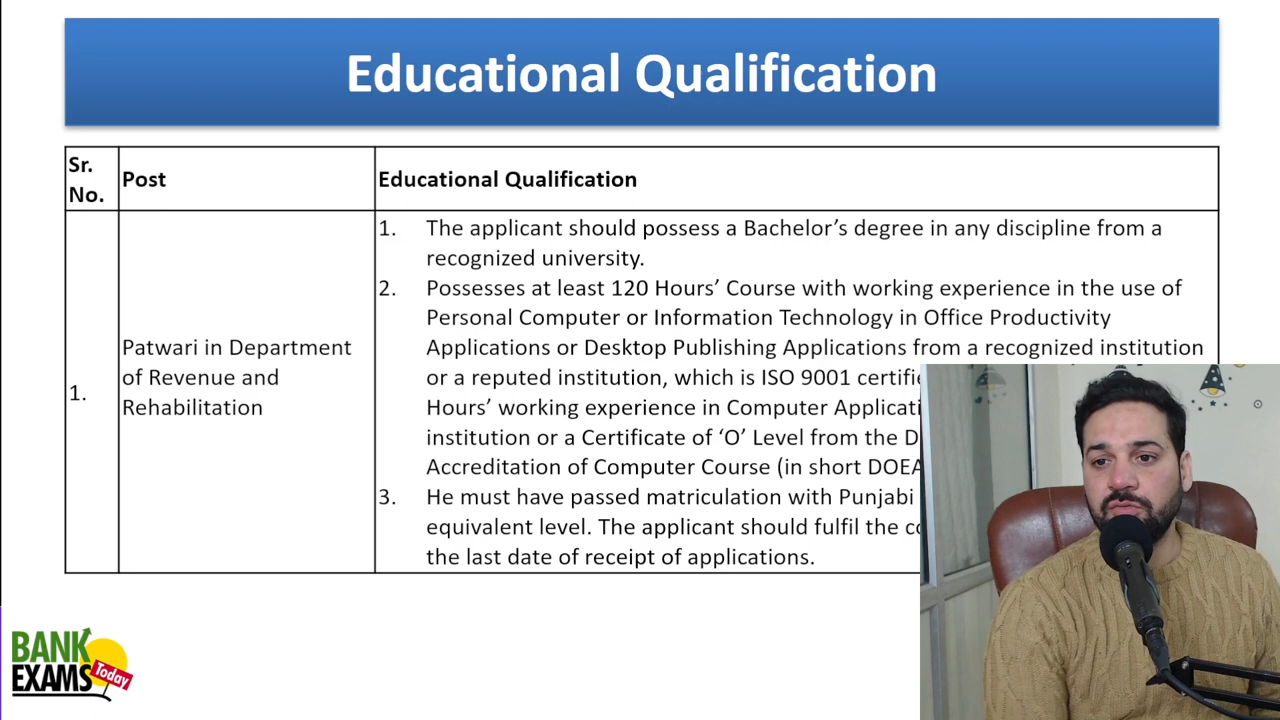 Educational Qualification
Sr.
No.
Post
Educational Qualification
1.
Patwari in Department
of Revenue and
Rehabilitation
1. The applicant should possess a Bachelor’s degree in any discipline from a
recognized university.
2. Possesses at least 120 Hours’ Course with working experience in the use of
Personal Computer or Information Technology in Office Productivity
Applications or Desktop Publishing Applications from a recognized institution
or a reputed institution, which is ISO 9001
Hours’ working experience in Computer
institution or a Certificate of ‘O’ Level from the
Accreditation of Computer Course (in short
3. He must have passed matriculation with Punjabi
equivalent level. The applicant should fulfil the
the last date of receipt of applications.
BANK
EXAMS
Today